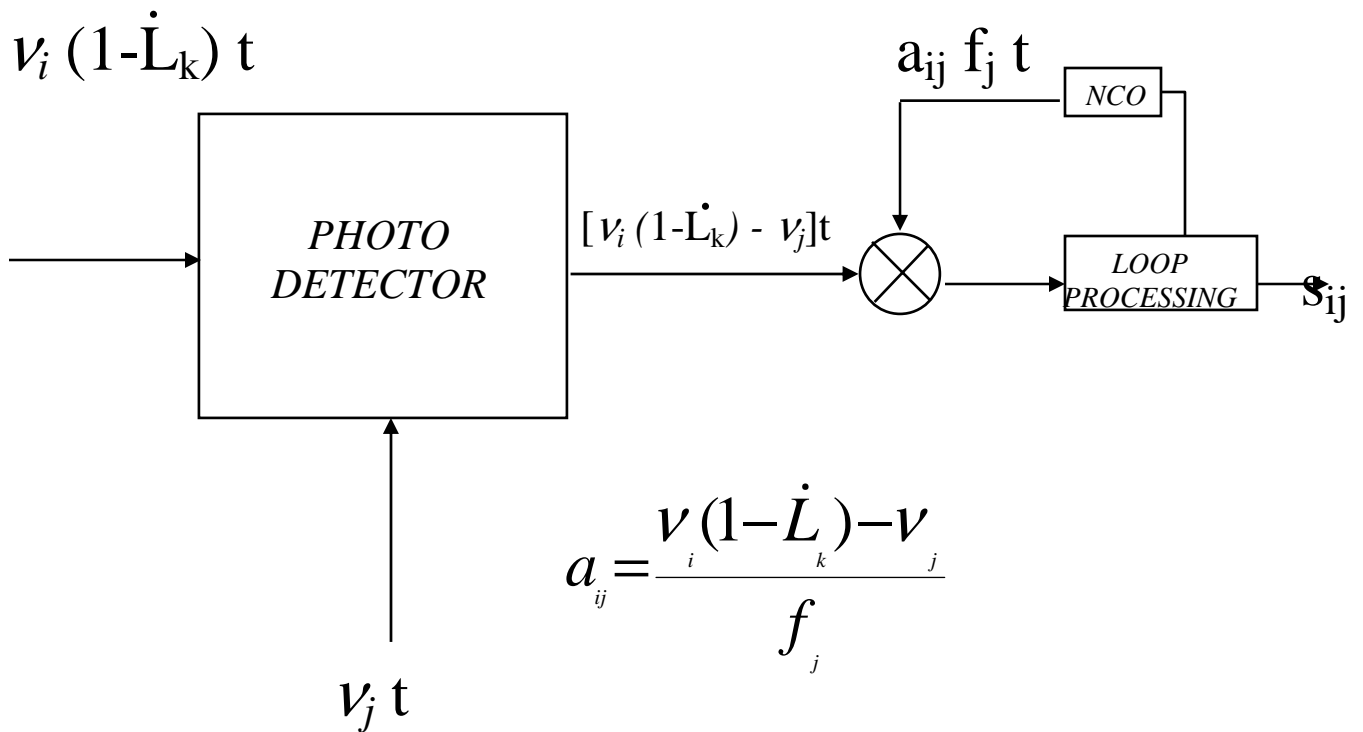 νᵢ (1-L̇ₖ) t
aᵢⱼ fⱼ t
NCO
PHOTO
DETECTOR
[νᵢ (1-L̇ₖ) - νⱼ]t
LOOP
PROCESSING
sᵢⱼ
aᵢⱼ = (νᵢ(1−L̇ₖ)−νⱼ) / fⱼ
νⱼ t